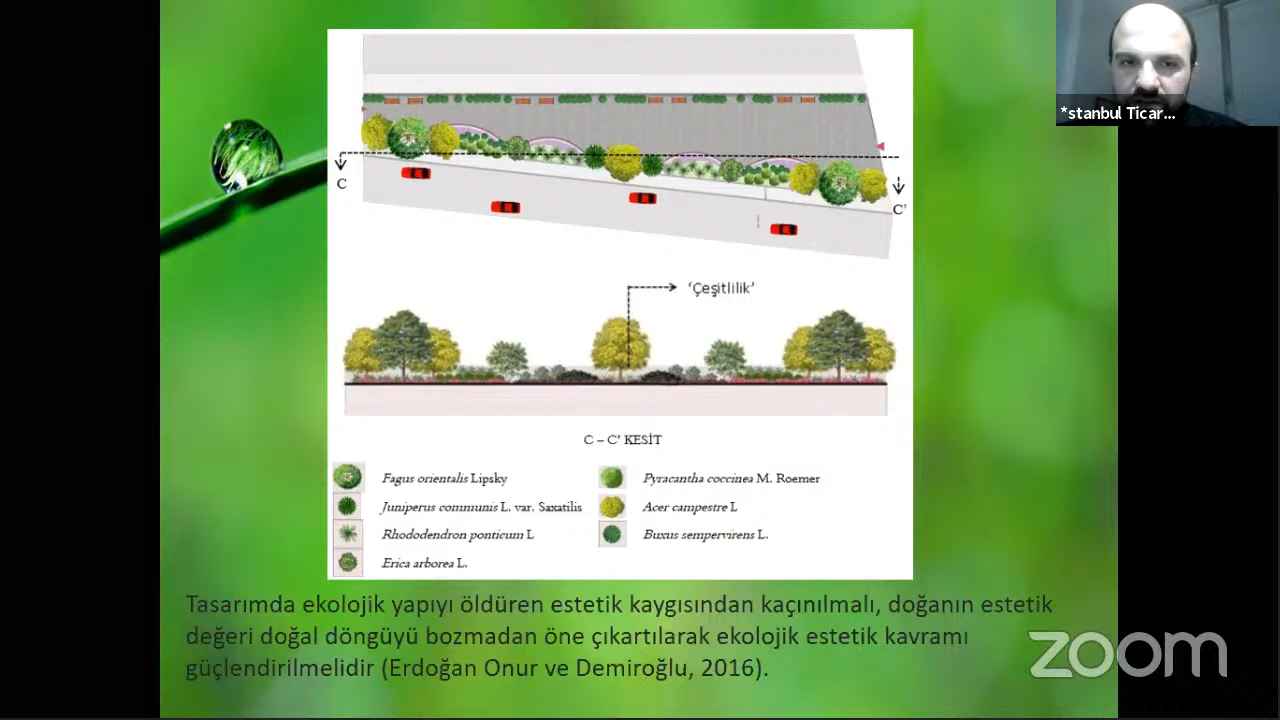 *stanbul Ticar...
C
C'
‘Çeşitlilik’
C – C’ KESİT
Fagus orientalis Lipsky
Pyracantha coccinea M. Roemer
Juniperus communis L. var. Saxatilis
Acer campestre L
Rhododendron ponticum L
Buxus sempervirens L.
Erica arborea L.
Tasarımda ekolojik yapıyı öldüren estetik kaygısından kaçınılmalı, doğanın estetik
değeri doğal döngüyü bozmadan öne çıkartılarak ekolojik estetik kavramı
güçlendirilmelidir (Erdoğan Onur ve Demiroğlu, 2016).
zoom